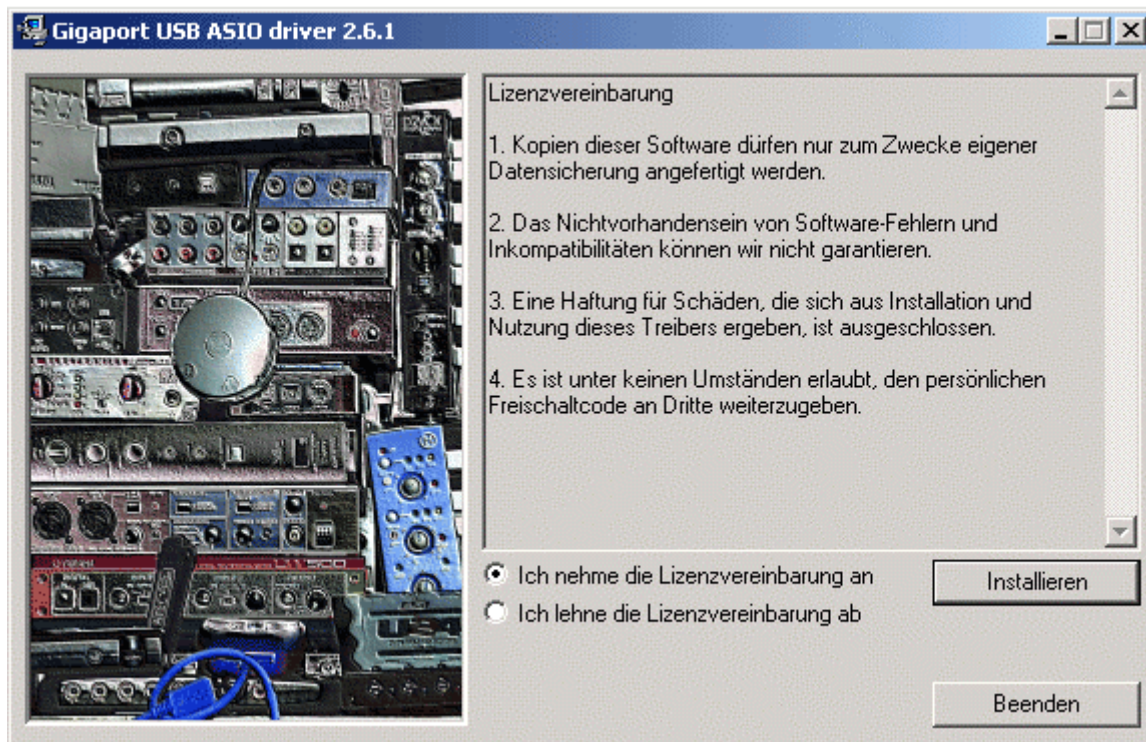 Gigaport USB ASIO driver 2.6.1
Lizenzvereinbarung
1. Kopien dieser Software dürfen nur zum Zwecke eigener
Datensicherung angefertigt werden.
2. Das Nichtvorhandensein von Software-Fehlern und
Inkompatibilitäten können wir nicht garantieren.
3. Eine Haftung für Schäden, die sich aus Installation und
Nutzung dieses Treibers ergeben, ist ausgeschlossen.
4. Es ist unter keinen Umständen erlaubt, den persönlichen
Freischaltcode an Dritte weiterzugeben.
Ich nehme die Lizenzvereinbarung an
Ich lehne die Lizenzvereinbarung ab
Installieren
Beenden